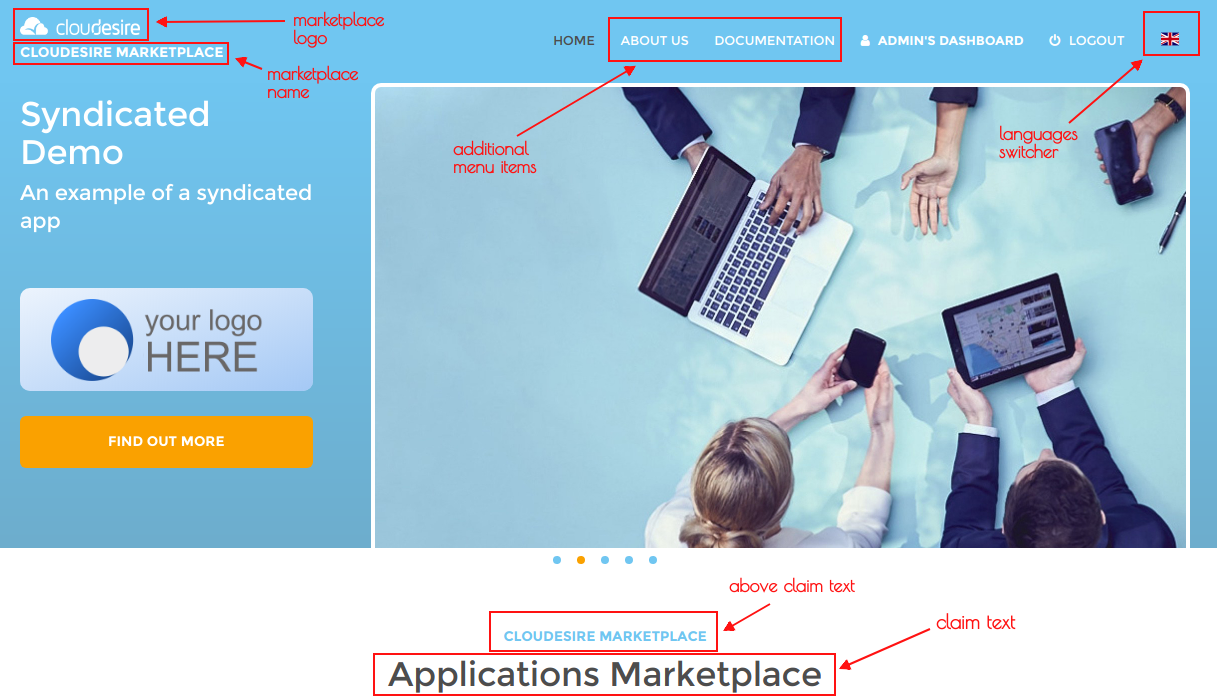 cloudesire
marketplace
logo
CLOUDESIRE MARKETPLACE
marketplace
name
HOME ABOUT US DOCUMENTATION ADMIN'S DASHBOARD LOGOUT
additional
menu items
languages
switcher
Syndicated
Demo
An example of a syndicated
app
your logo
HERE
FIND OUT MORE
above claim text
CLOUDESIRE MARKETPLACE
claim text
Applications Marketplace